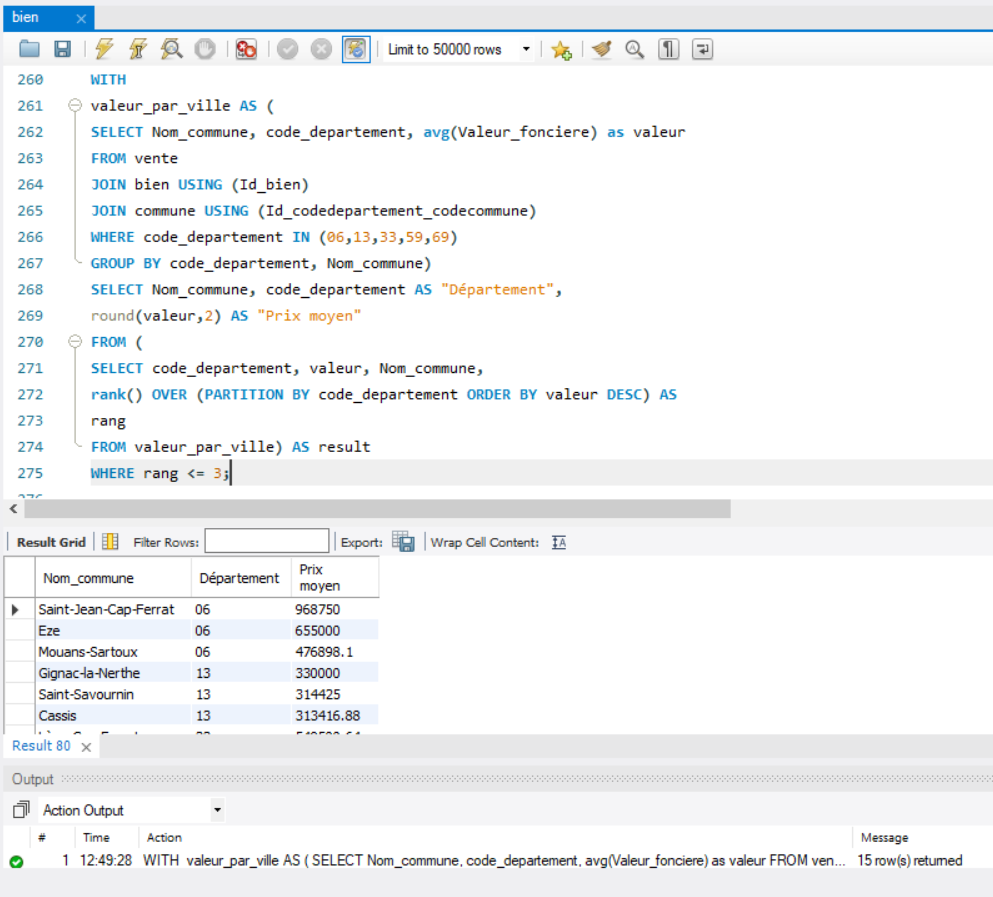 bien
Limit to 50000 rows
260 WITH
261 valeur_par_ville AS (
262 SELECT Nom_commune, code_departement, avg(Valeur_fonciere) as valeur
263 FROM vente
264 JOIN bien USING (Id_bien)
265 JOIN commune USING (Id_codedepartement_codecommune)
266 WHERE code_departement IN (06,13,33,59,69)
267 GROUP BY code_departement, Nom_commune)
268 SELECT Nom_commune, code_departement AS "Département",
269 round(valeur,2) AS "Prix moyen"
270 FROM (
271 SELECT code_departement, valeur, Nom_commune,
272 rank() OVER (PARTITION BY code_departement ORDER BY valeur DESC) AS
273 rang
274 FROM valeur_par_ville) AS result
275 WHERE rang <= 3;
Result Grid Filter Rows: Export: Wrap Cell Content:
Nom_commune Département Prix moyen
Saint-Jean-Cap-Ferrat 06 968750
Eze 06 655000
Mouans-Sartoux 06 476898.1
Gignac-la-Nerthe 13 330000
Saint-Savournin 13 314425
Cassis 13 313416.88
Result 80
Output
Action Output
# Time Action Message
1 12:49:28 WITH valeur_par_ville AS ( SELECT Nom_commune, code_departement, avg(Valeur_fonciere) as valeur FROM ven... 15 row(s) returned